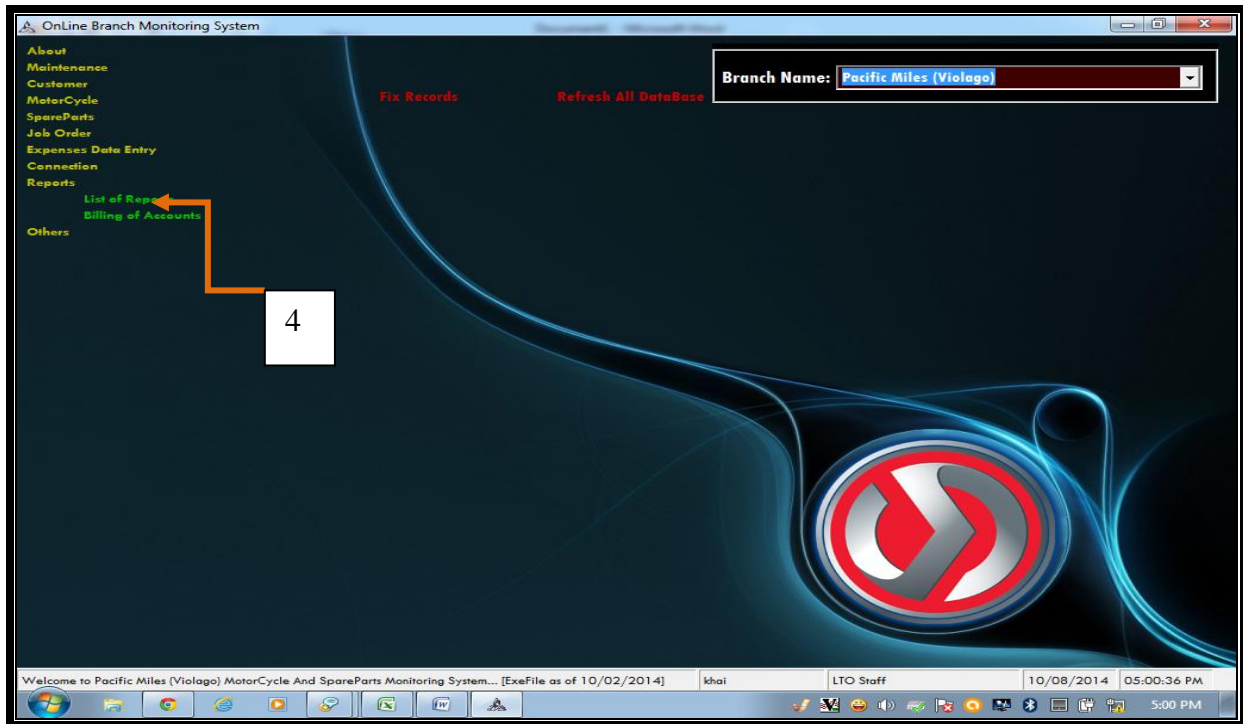 OnLine Branch Monitoring System
About
Maintenance
Customer
MotorCycle
SpareParts
Job Order
Expenses Data Entry
Connection
Reports
List of
Billing of Accounts
Others
Fix Records
Refresh All DataBase
Branch Name: Pacific Miles (Violago)
4
Welcome to Pacific Miles (Violago) MotorCycle And SpareParts Monitoring System... [ExeFile as of 10/02/2014]
khai
LTO Staff
10/08/2014
05:00:36 PM
5:00 PM